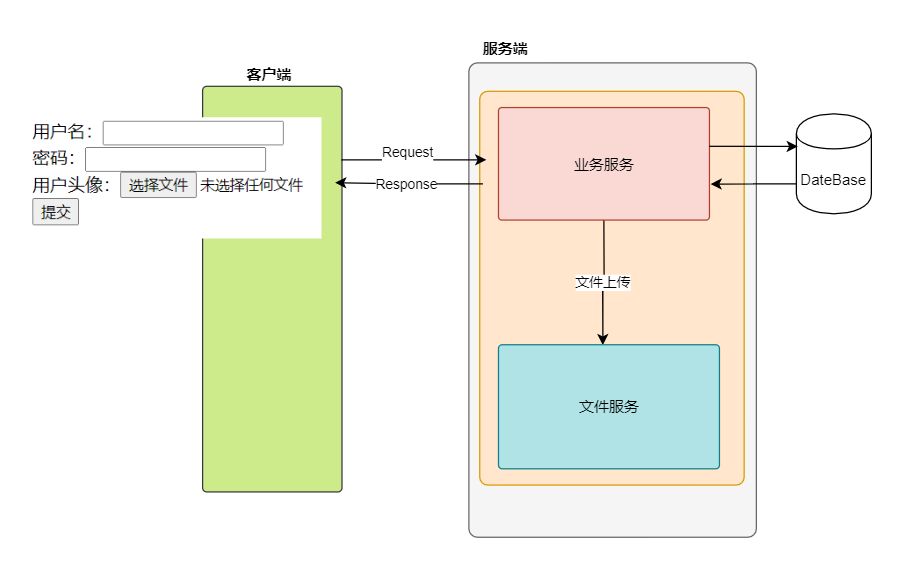 服务端
客户端
用户名：
密码：
用户头像：选择文件 未选择任何文件
提交
Request
Response
业务服务
DateBase
文件上传
文件服务